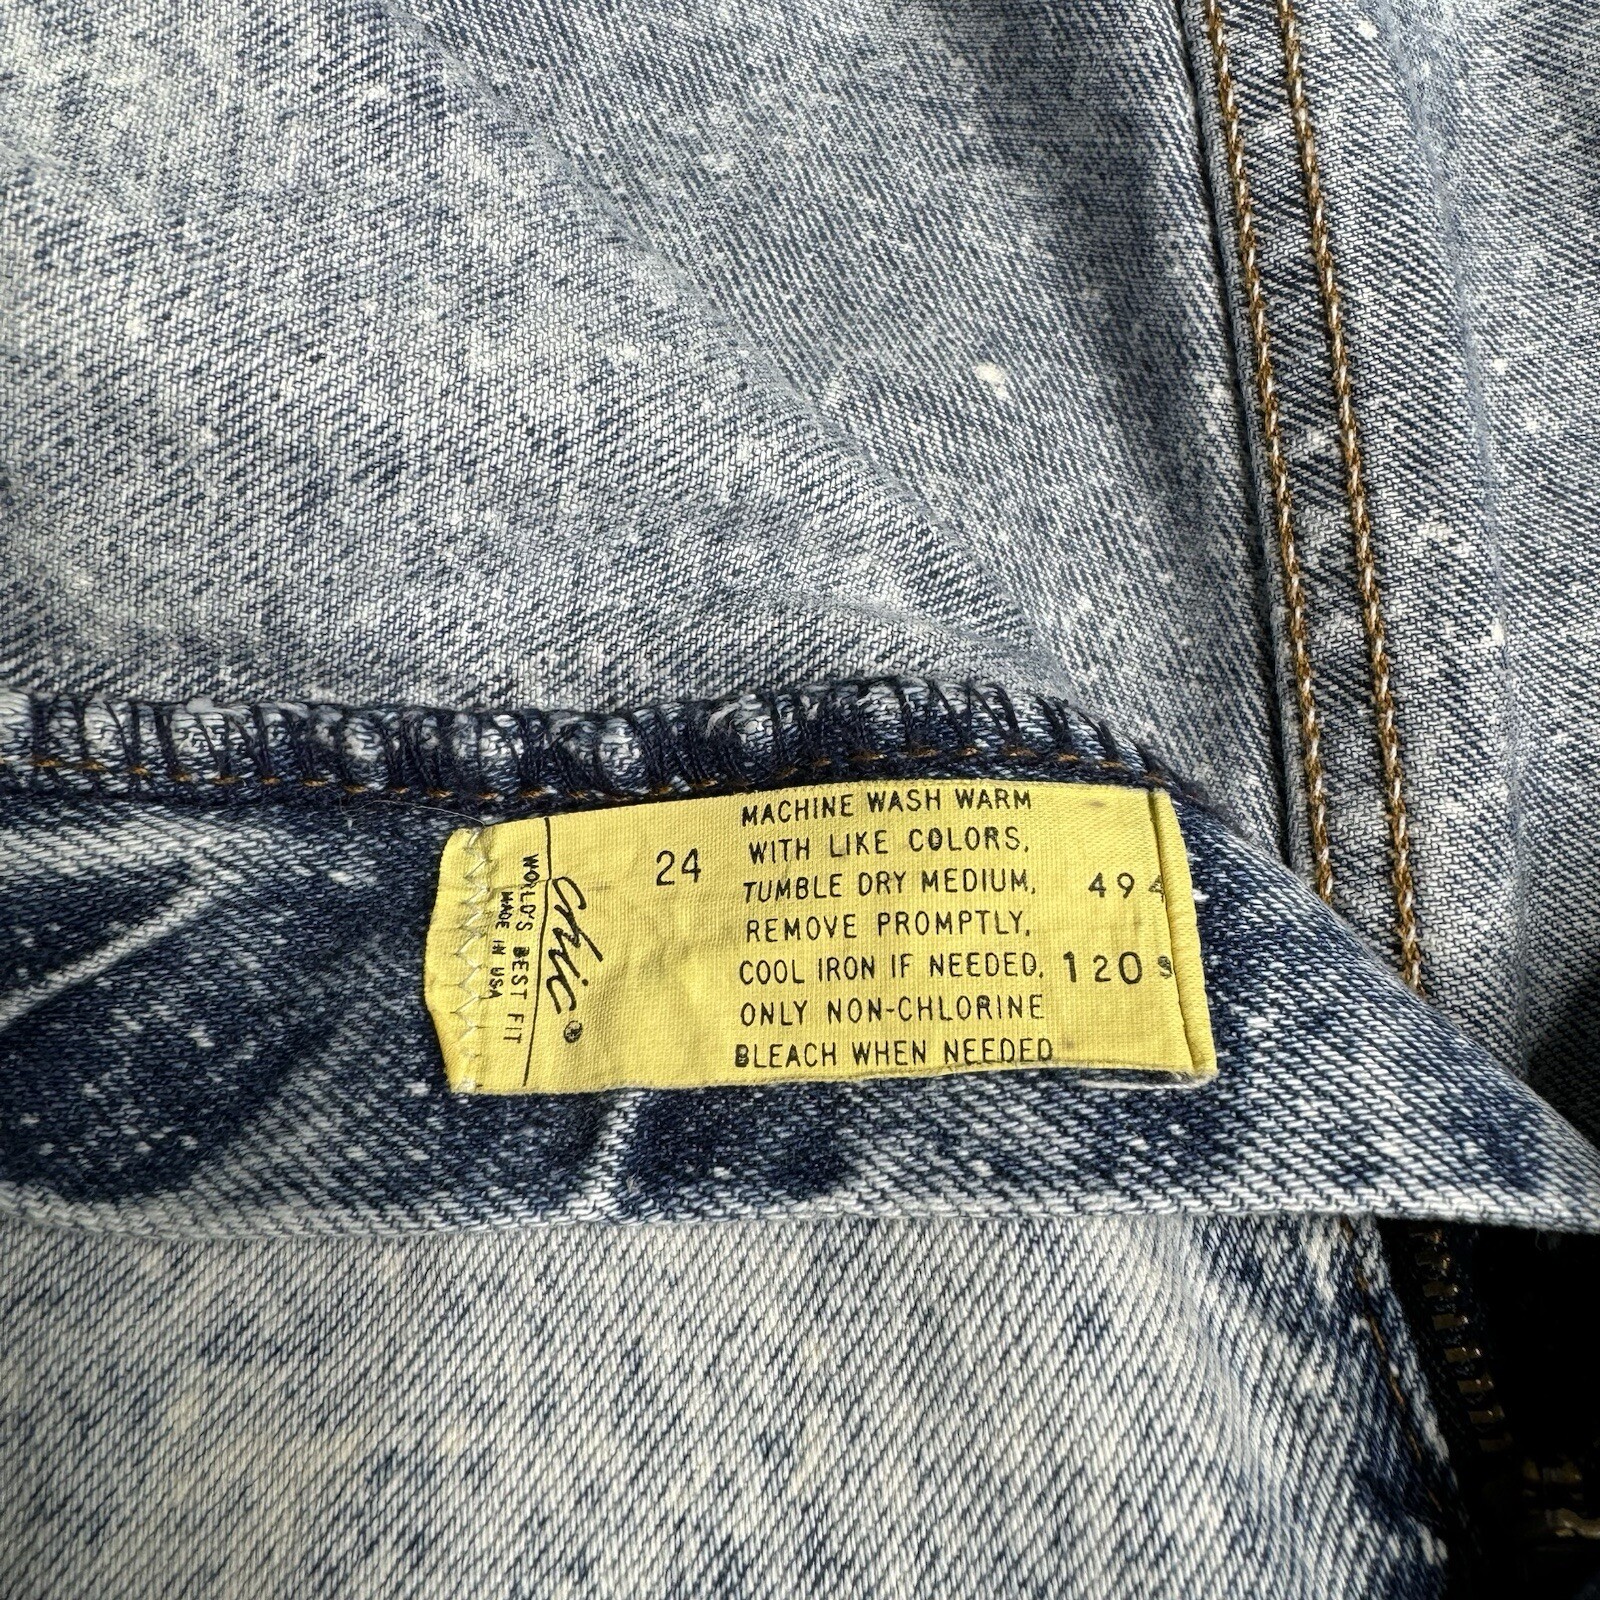 WORLD'S BEST FIT
MADE IN USA
chic®
24
MACHINE WASH WARM
WITH LIKE COLORS,
TUMBLE DRY MEDIUM,
REMOVE PROMPTLY,
COOL IRON IF NEEDED,
ONLY NON-CHLORINE
BLEACH WHEN NEEDED
494
120